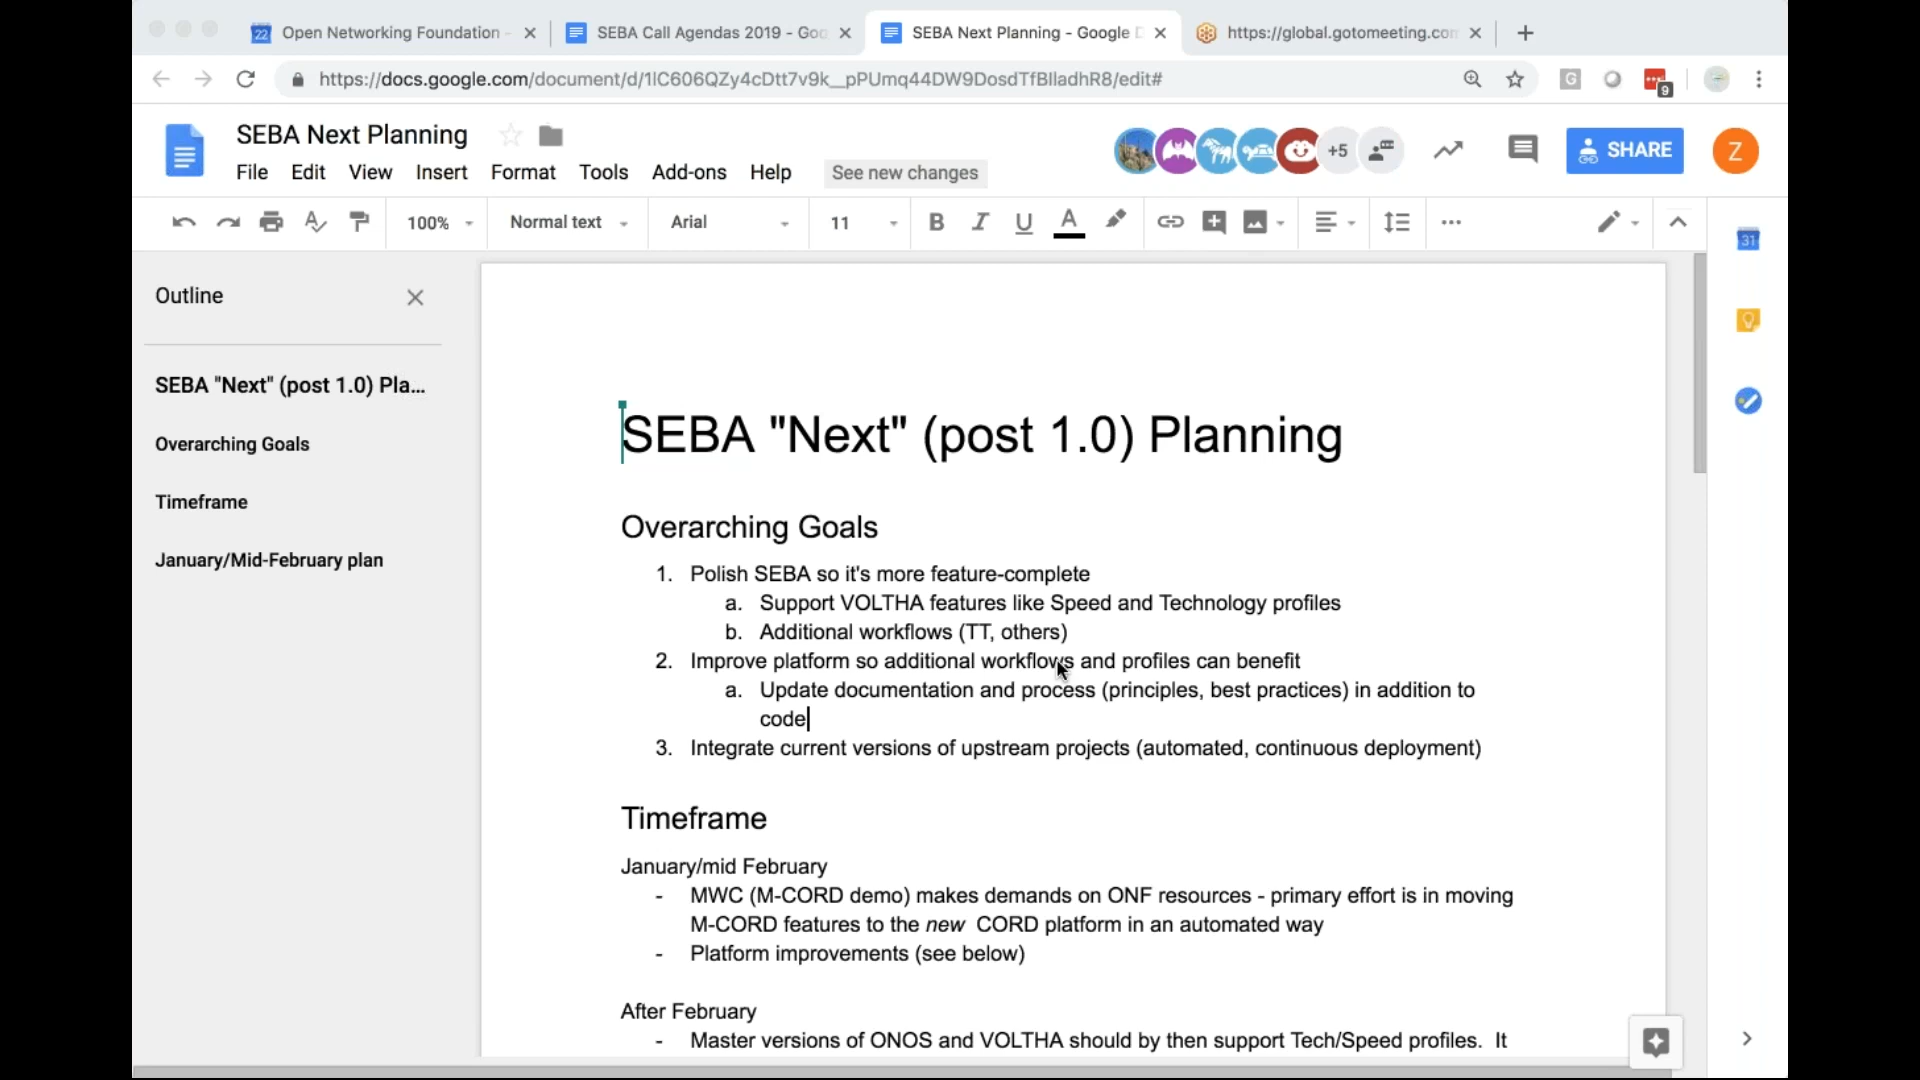 22 Open Networking Foundation -
SEBA Call Agendas 2019 - Goo
SEBA Next Planning - Google D
https://global.gotomeeting.com
https://docs.google.com/document/d/1lC606QZy4cDtt7v9k__pPUmq44DW9DosdTfBlladhR8/edit#
9
SEBA Next Planning
File Edit View Insert Format Tools Add-ons Help See new changes
+5
SHARE
Z
100% Normal text Arial 11 B I U A
31
Outline
SEBA "Next" (post 1.0) Pla...
Overarching Goals
Timeframe
January/Mid-February plan
SEBA "Next" (post 1.0) Planning
Overarching Goals
1. Polish SEBA so it's more feature-complete
a. Support VOLTHA features like Speed and Technology profiles
b. Additional workflows (TT, others)
2. Improve platform so additional workflows and profiles can benefit
a. Update documentation and process (principles, best practices) in addition to
code
3. Integrate current versions of upstream projects (automated, continuous deployment)
Timeframe
January/mid February
- MWC (M-CORD demo) makes demands on ONF resources - primary effort is in moving
M-CORD features to the new CORD platform in an automated way
- Platform improvements (see below)
After February
- Master versions of ONOS and VOLTHA should by then support Tech/Speed profiles. It